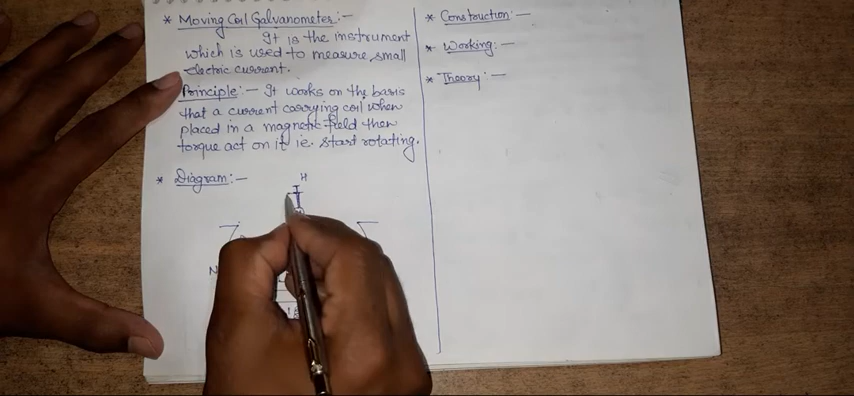 * Moving Coil Galvanometer:-
It is the instrument
which is used to measure small
electric current.
Principle:- It works on the basis
that a current carrying coil when
placed in a magnetic field then
torque act on it ie. start rotating.
* Diagram:-
H
N
* Construction:-
* Working:-
* Theory:-